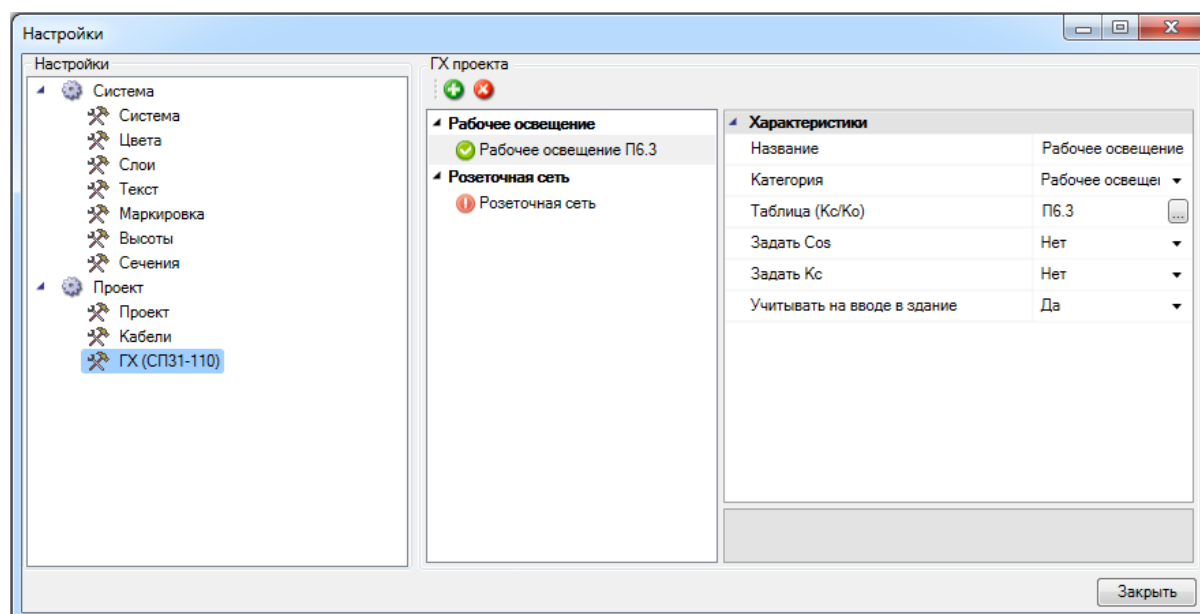 Настройки
Настройки
Система
Система
Цвета
Слои
Текст
Маркировка
Высоты
Сечения
Проект
Проект
Кабели
ГХ (СП31-110)
ГХ проекта
Рабочее освещение
Рабочее освещение П6.3
Розеточная сеть
Розеточная сеть
Характеристики
Название Рабочее освещение
Категория Рабочее освещен
Таблица (Кс/Ко) П6.3 ...
Задать Cos Нет
Задать Кс Нет
Учитывать на вводе в здание Да
Закрыть